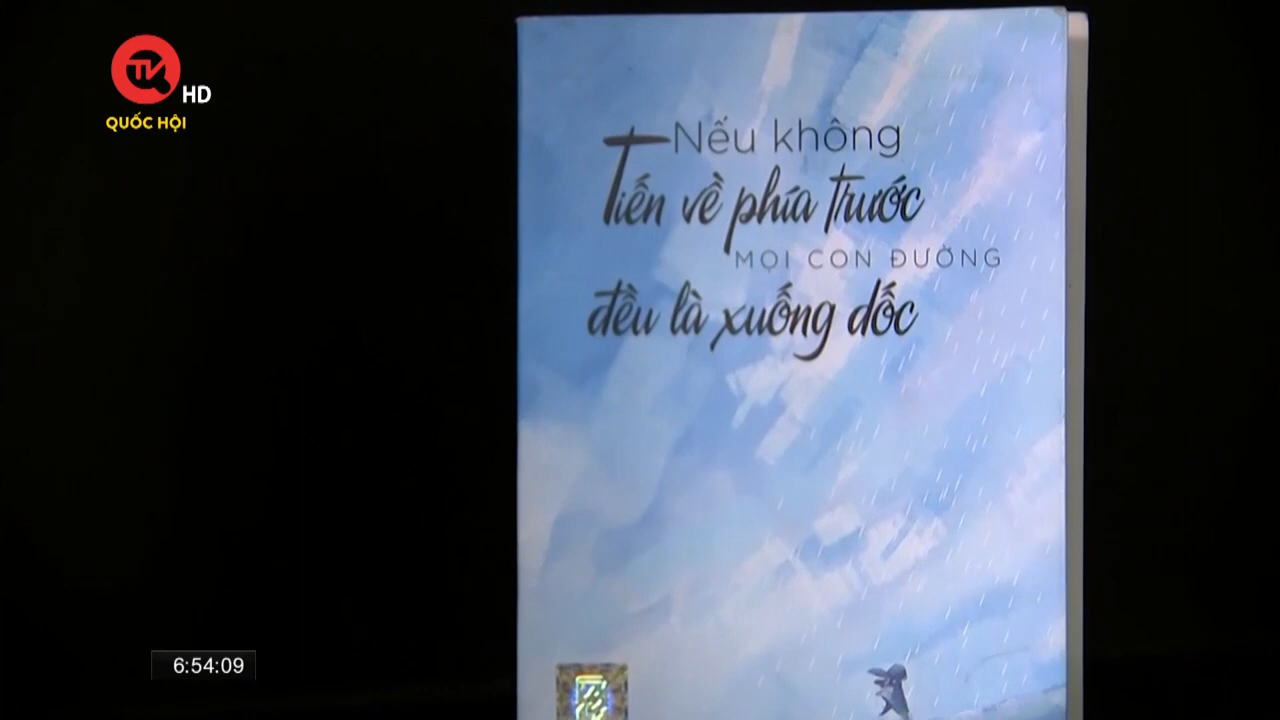 TV
HD
QUỐC HỘI
Nếu không
Tiến về phía trước
MỌI CON ĐƯỜNG
đều là xuống dốc
6:54:09